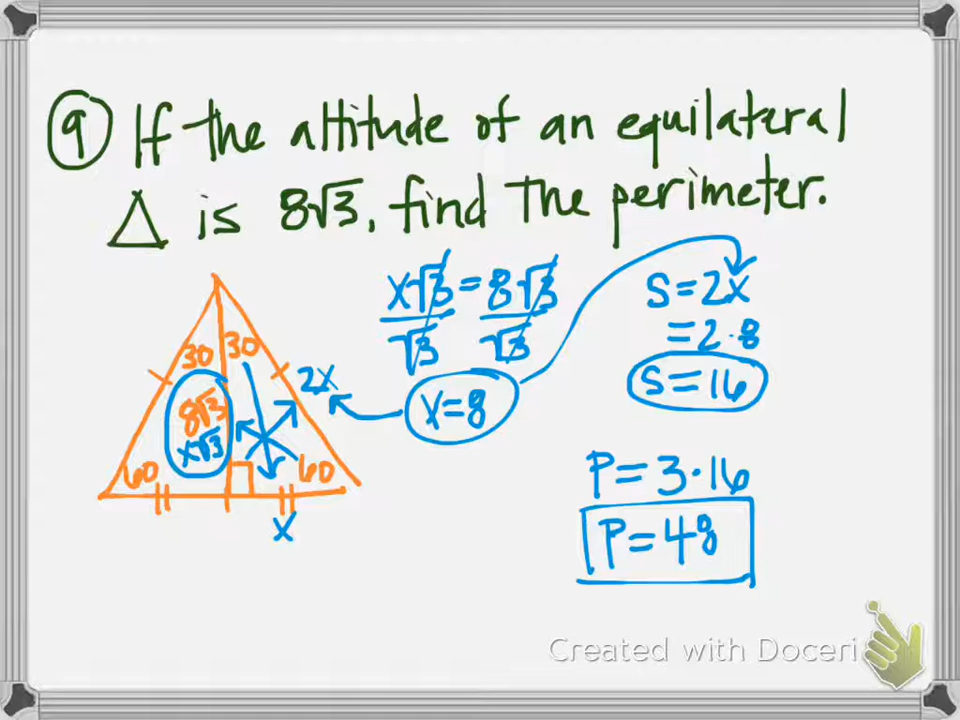 9 If the altitude of an equilateral
△ is 8√3, find the perimeter.
30 30
8√3
x√3
60 60
2x
x
x√3 = 8√3
√3 √3
x=8
S=2x
=2·8
S=16
P=3·16
P=48
Created with Doceri